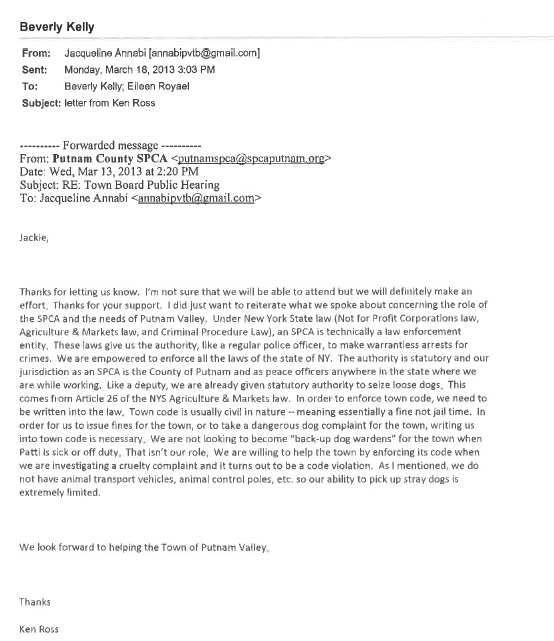 Beverly Kelly
From: Jacqueline Annabi [annabipvtb@gmail.com]
Sent: Monday, March 18, 2013 3:03 PM
To: Beverly Kelly; Eileen Royael
Subject: letter from Ken Ross
---------- Forwarded message ----------
From: Putnam County SPCA <putnamspca@spcaputnam.org>
Date: Wed, Mar 13, 2013 at 2:20 PM
Subject: RE: Town Board Public Hearing
To: Jacqueline Annabi <annabipvtb@gmail.com>
Jackie,
Thanks for letting us know. I'm not sure that we will be able to attend but we will definitely make an
effort. Thanks for your support. I did just want to reiterate what we spoke about concerning the role of
the SPCA and the needs of Putnam Valley. Under New York State law (Not for Profit Corporations law,
Agriculture & Markets law, and Criminal Procedure Law), an SPCA is technically a law enforcement
entity. These laws give us the authority, like a regular police officer, to make warrantless arrests for
crimes. We are empowered to enforce all the laws of the state of NY. The authority is statutory and our
jurisdiction as an SPCA is the County of Putnam and as peace officers anywhere in the state where we
are while working. Like a deputy, we are already given statutory authority to seize loose dogs. This
comes from Article 26 of the NYS Agriculture & Markets law. In order to enforce town code, we need to
be written into the law. Town code is usually civil in nature – meaning essentially a fine not jail time. In
order for us to issue fines for the town, or to take a dangerous dog complaint for the town, writing us
into town code is necessary. We are not looking to become "back-up dog wardens" for the town when
Patti is sick or off duty. That isn't our role. We are willing to help the town by enforcing its code when
we are investigating a cruelty complaint and it turns out to be a code violation. As I mentioned, we do
not have animal transport vehicles, animal control poles, etc. so our ability to pick up stray dogs is
extremely limited.
We look forward to helping the Town of Putnam Valley.
Thanks
Ken Ross